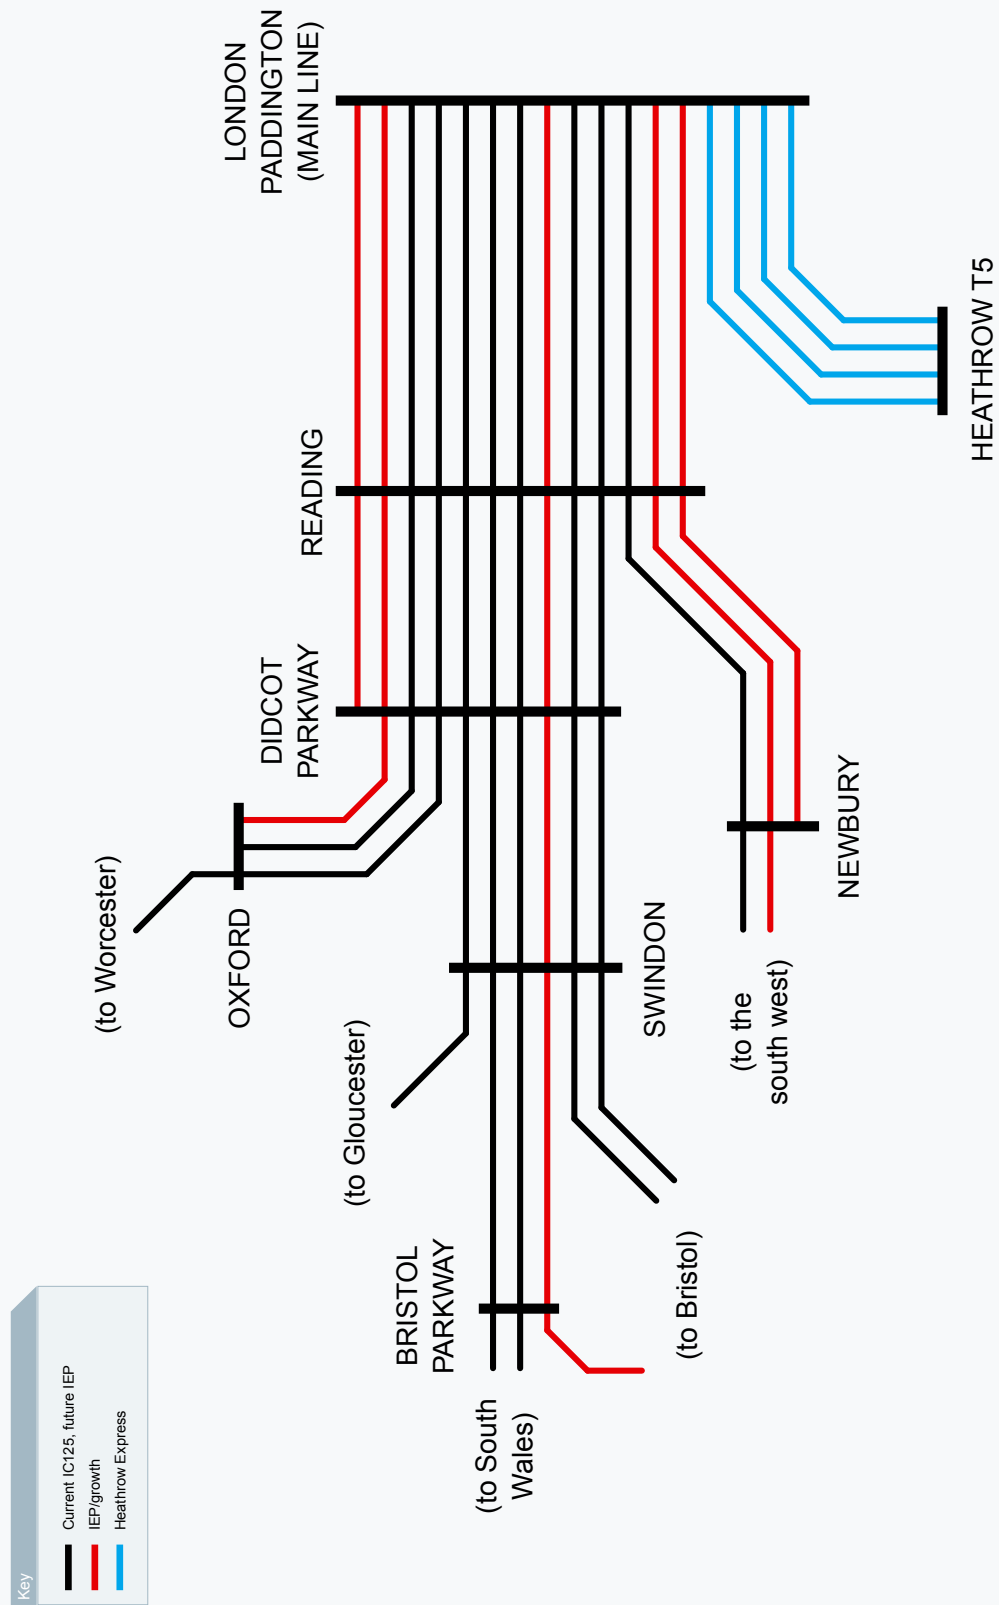 Key
Current IC125, future IEP
IEP/growth
Heathrow Express
(to South
Wales)
BRISTOL
PARKWAY
(to Bristol)
(to Gloucester)
SWINDON
(to Worcester)
OXFORD
(to the
south west)
NEWBURY
DIDCOT
PARKWAY
READING
HEATHROW T5
LONDON
PADDINGTON
(MAIN LINE)